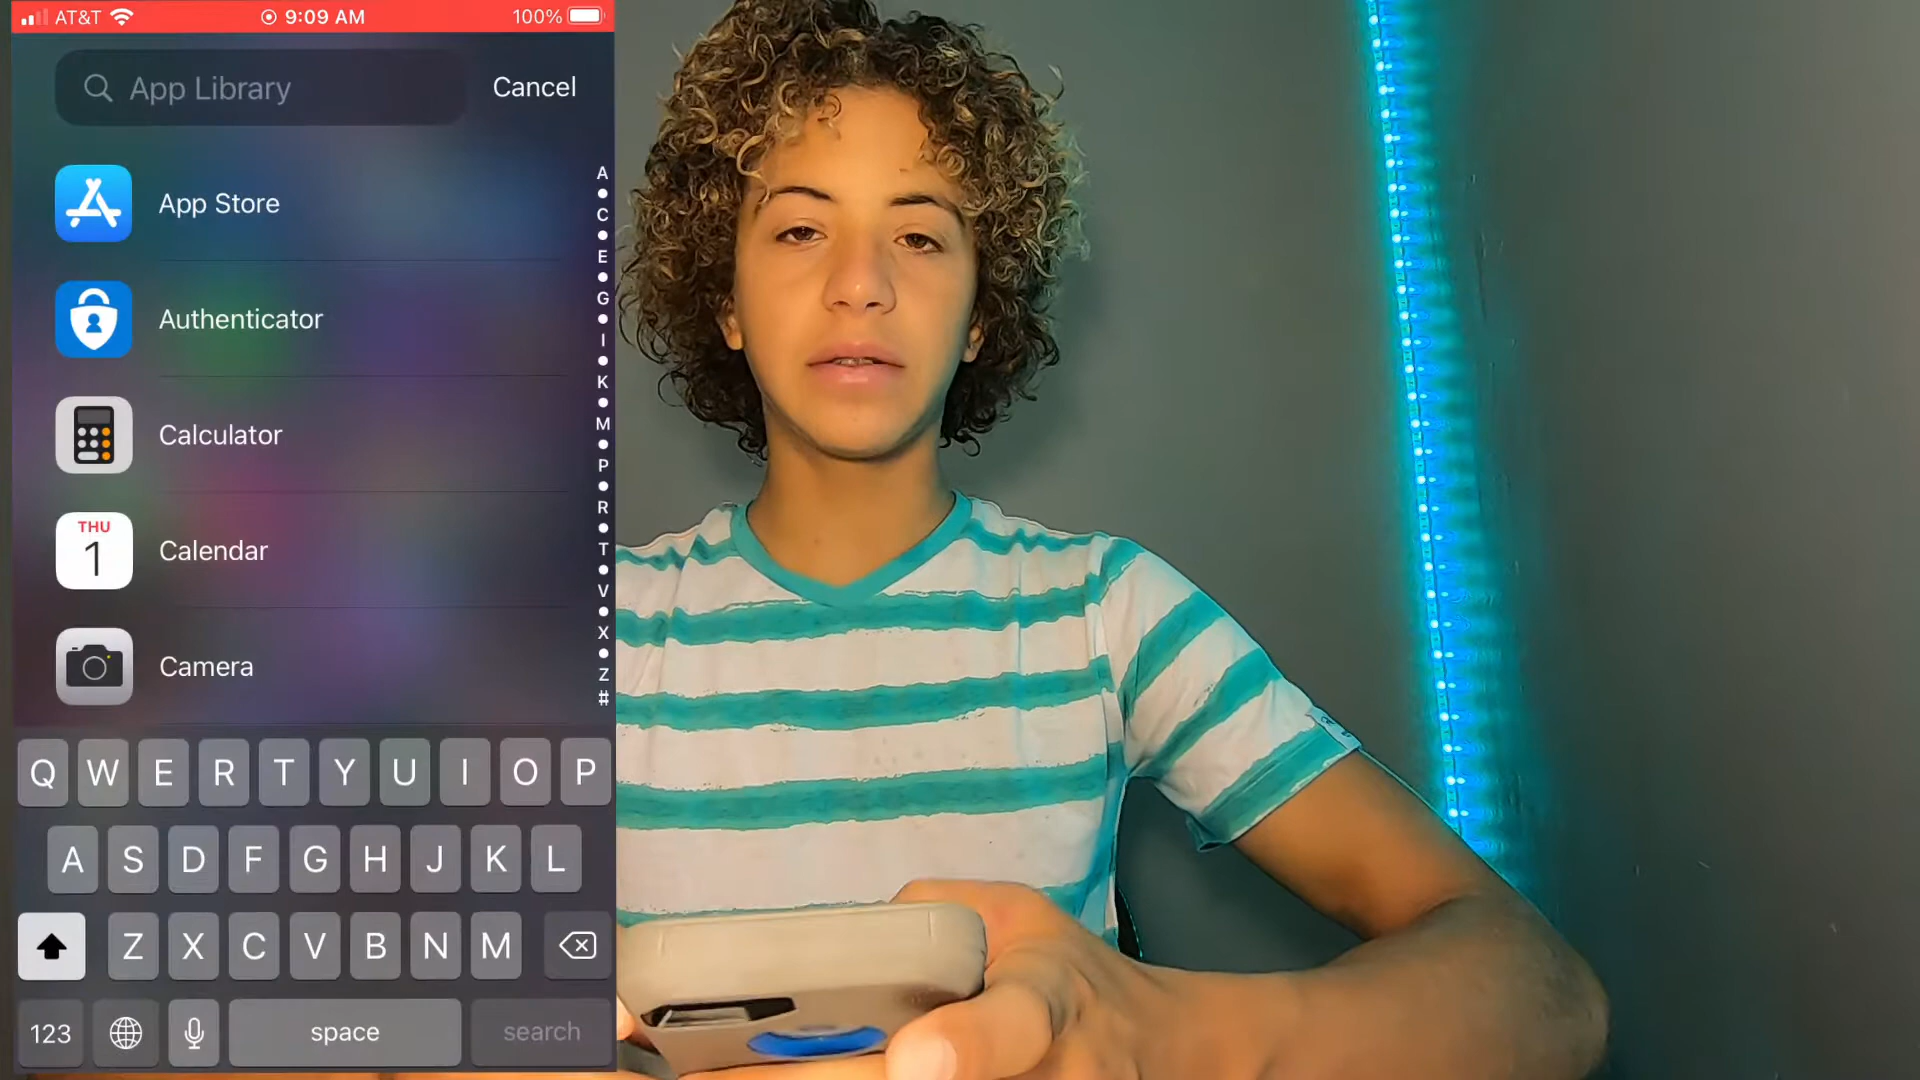 AT&T 9:09 AM 100%
App Library Cancel
App Store
Authenticator
Calculator
THU
1
Calendar
Camera
A
C
E
G
I
K
M
P
R
T
V
X
Z
#
Q W E R T Y U I O P
A S D F G H J K L
Z X C V B N M
123 space search